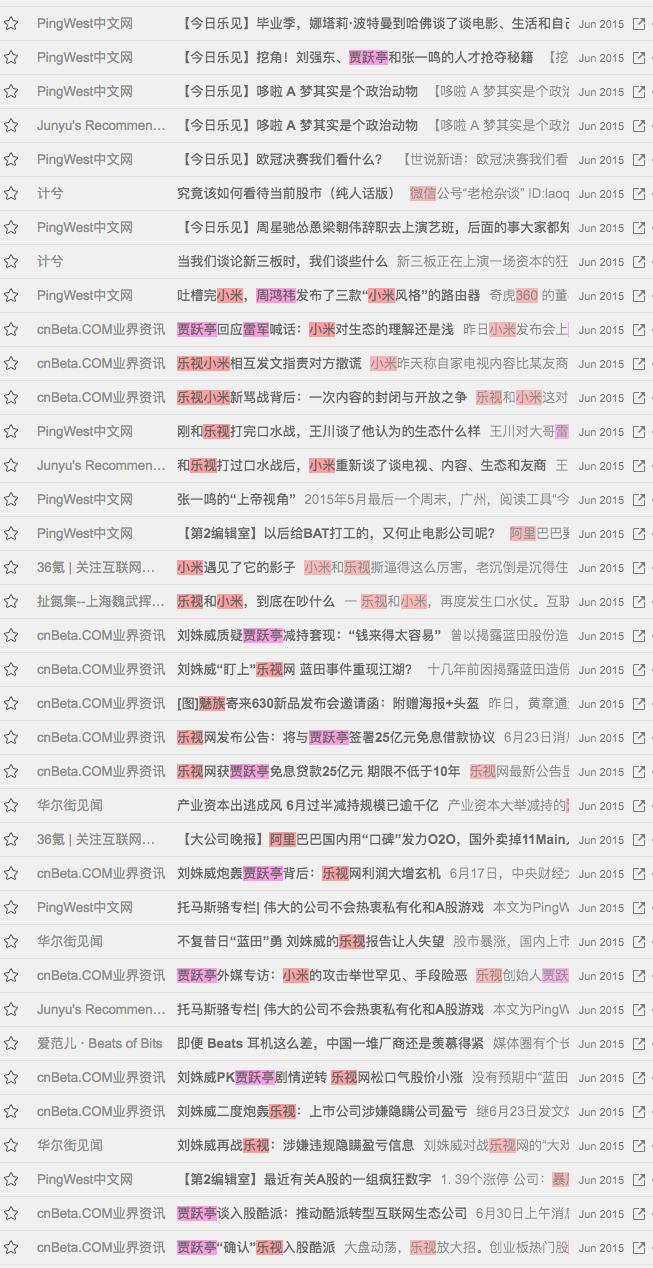 PingWest中文网 【今日乐见】毕业季，娜塔莉·波特曼到哈佛谈了谈电影、生活和自己 Jun 2015
PingWest中文网 【今日乐见】挖角！刘强东、贾跃亭和张一鸣的人才抢夺秘籍 【挖 Jun 2015
PingWest中文网 【今日乐见】哆啦 A 梦其实是个政治动物 【哆啦 A 梦其实是个政治 Jun 2015
Junyu's Recommen... 【今日乐见】哆啦 A 梦其实是个政治动物 【哆啦 A 梦其实是个政治 Jun 2015
PingWest中文网 【今日乐见】欧冠决赛我们看什么？ 【世说新语：欧冠决赛我们看 Jun 2015
计兮 究竟该如何看待当前股市（纯人话版） 微信公号“老枪杂谈” ID:laoq Jun 2015
PingWest中文网 【今日乐见】周星驰怂恿梁朝伟辞职去上演艺班，后面的事大家都知 Jun 2015
计兮 当我们谈论新三板时，我们谈些什么 新三板正在上演一场资本的狂 Jun 2015
PingWest中文网 吐槽完小米，周鸿祎发布了三款“小米风格”的路由器 奇虎360 的董 Jun 2015
cnBeta.COM业界资讯 贾跃亭回应雷军喊话：小米对生态的理解还是浅 昨日小米发布会上 Jun 2015
cnBeta.COM业界资讯 乐视小米相互发文指责对方撒谎 小米昨天称自家电视内容比某友商 Jun 2015
cnBeta.COM业界资讯 乐视小米新骂战背后：一次内容的封闭与开放之争 乐视和小米这对 Jun 2015
PingWest中文网 刚和乐视打完口水战，王川谈了他认为的生态什么样 王川对大哥雷 Jun 2015
Junyu's Recommen... 和乐视打过口水战后，小米重新谈了谈电视、内容、生态和友商 王 Jun 2015
PingWest中文网 张一鸣的“上帝视角” 2015年5月最后一个周末，广州，阅读工具“今 Jun 2015
PingWest中文网 【第2编辑室】以后给BAT打工的，又何止电影公司呢？ 阿里巴巴 Jun 2015
36氪 | 关注互联网... 小米遇见了它的影子 小米和乐视撕逼得这么厉害，老沉倒是沉得住 Jun 2015
扯氮集--上海魏武挥... 乐视和小米，到底在吵什么 一 乐视和小米，再度发生口水仗。互联 Jun 2015
cnBeta.COM业界资讯 刘姝威质疑贾跃亭减持套现：“钱来得太容易” 曾以揭露蓝田股份造 Jun 2015
cnBeta.COM业界资讯 刘姝威“盯上”乐视网 蓝田事件重现江湖？ 十几年前因揭露蓝田造假 Jun 2015
cnBeta.COM业界资讯 [图]魅族寄来630新品发布会邀请函：附赠海报+头盔 昨日，黄章通 Jun 2015
cnBeta.COM业界资讯 乐视网发布公告：将与贾跃亭签署25亿元免息借款协议 6月23日消 Jun 2015
cnBeta.COM业界资讯 乐视网获贾跃亭免息贷款25亿元 期限不低于10年 乐视网最新公告显 Jun 2015
华尔街见闻 产业资本出逃成风 6月过半减持规模已逾千亿 产业资本大举减持的 Jun 2015
36氪 | 关注互联网... 【大公司晚报】阿里巴巴国内用“口碑”发力O2O，国外卖掉11Main Jun 2015
cnBeta.COM业界资讯 刘姝威炮轰贾跃亭背后：乐视网利润大增玄机 6月17日，中央财经大 Jun 2015
PingWest中文网 托马斯骆专栏| 伟大的公司不会热衷私有化和A股游戏 本文为PingW Jun 2015
华尔街见闻 不复昔日“蓝田”勇 刘姝威的乐视报告让人失望 股市暴涨，国内上市 Jun 2015
cnBeta.COM业界资讯 贾跃亭外媒专访：小米的攻击举世罕见、手段险恶 乐视创始人贾跃 Jun 2015
Junyu's Recommen... 托马斯骆专栏| 伟大的公司不会热衷私有化和A股游戏 本文为PingW Jun 2015
爱范儿 · Beats of Bits 即便 Beats 耳机这么差，中国一堆厂商还是羡慕得紧 媒体圈有个长 Jun 2015
cnBeta.COM业界资讯 刘姝威PK贾跃亭剧情逆转 乐视网松口气股价小涨 没有预期中“蓝田 Jun 2015
cnBeta.COM业界资讯 刘姝威二度炮轰乐视：上市公司涉嫌隐瞒公司盈亏 继6月23日发文炮 Jun 2015
华尔街见闻 刘姝威再战乐视：涉嫌违规隐瞒盈亏信息 刘姝威对战乐视网的“大戏 Jun 2015
PingWest中文网 【第2编辑室】最近有关A股的一组疯狂数字 1. 39个涨停 公司：暴 Jun 2015
cnBeta.COM业界资讯 贾跃亭谈入股酷派：推动酷派转型互联网生态公司 6月30日上午消息 Jun 2015
cnBeta.COM业界资讯 贾跃亭“确认”乐视入股酷派 大盘动荡，乐视放大招。创业板热门股 Jun 2015